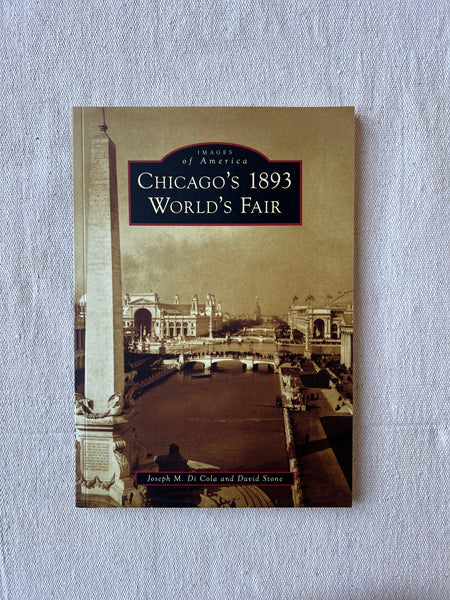 IMAGES
of America
CHICAGO'S 1893
WORLD'S FAIR
Joseph M. Di Cola and David Stone